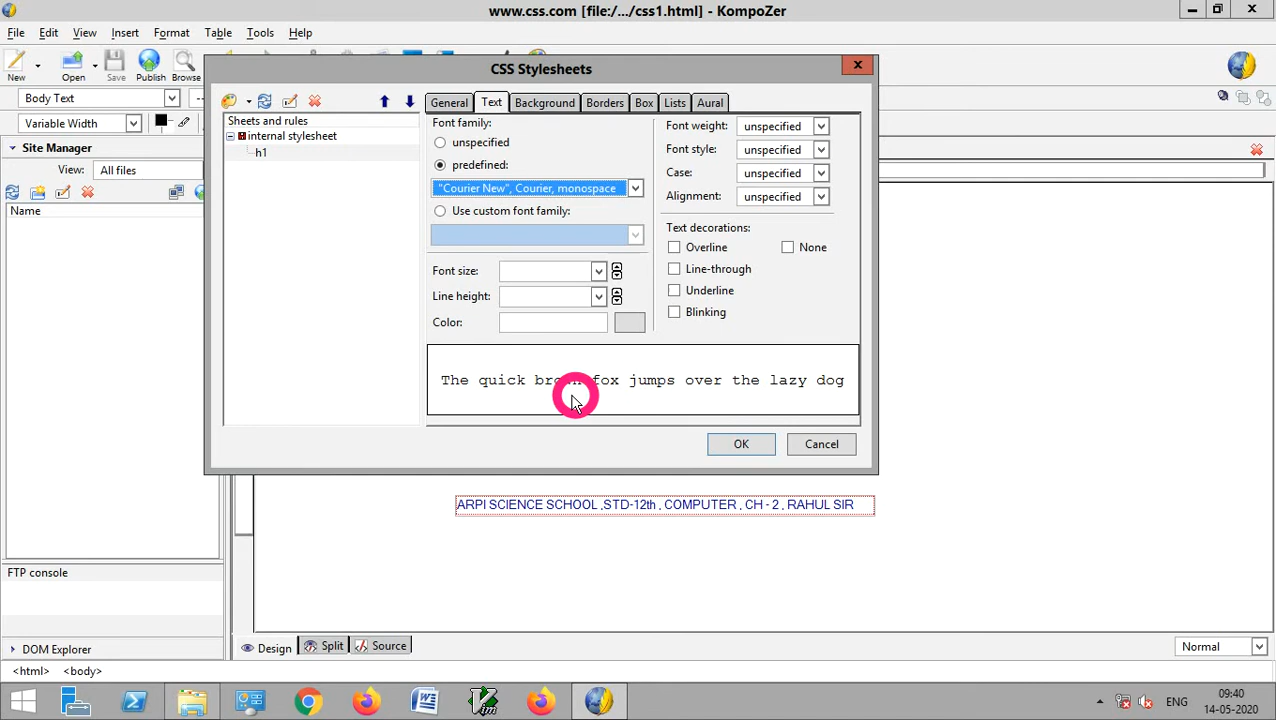 www.css.com [file:/.../css1.html] - KompoZer
File Edit View Insert Format Table Tools Help
New Open Save Publish Browse
Body Text
Variable Width
Site Manager
View: All files
Name
FTP console
DOM Explorer
<html> <body>
CSS Stylesheets
General Text Background Borders Box Lists Aural
Sheets and rules
internal stylesheet
h1
Font family:
unspecified
predefined:
"Courier New", Courier, monospace
Use custom font family:
Font size:
Line height:
Color:
Font weight: unspecified
Font style: unspecified
Case: unspecified
Alignment: unspecified
Text decorations:
Overline None
Line-through
Underline
Blinking
The quick brown fox jumps over the lazy dog
OK Cancel
ARPI SCIENCE SCHOOL ,STD-12th , COMPUTER , CH - 2 , RAHUL SIR
Design Split Source
Normal
ENG
09:40
14-05-2020